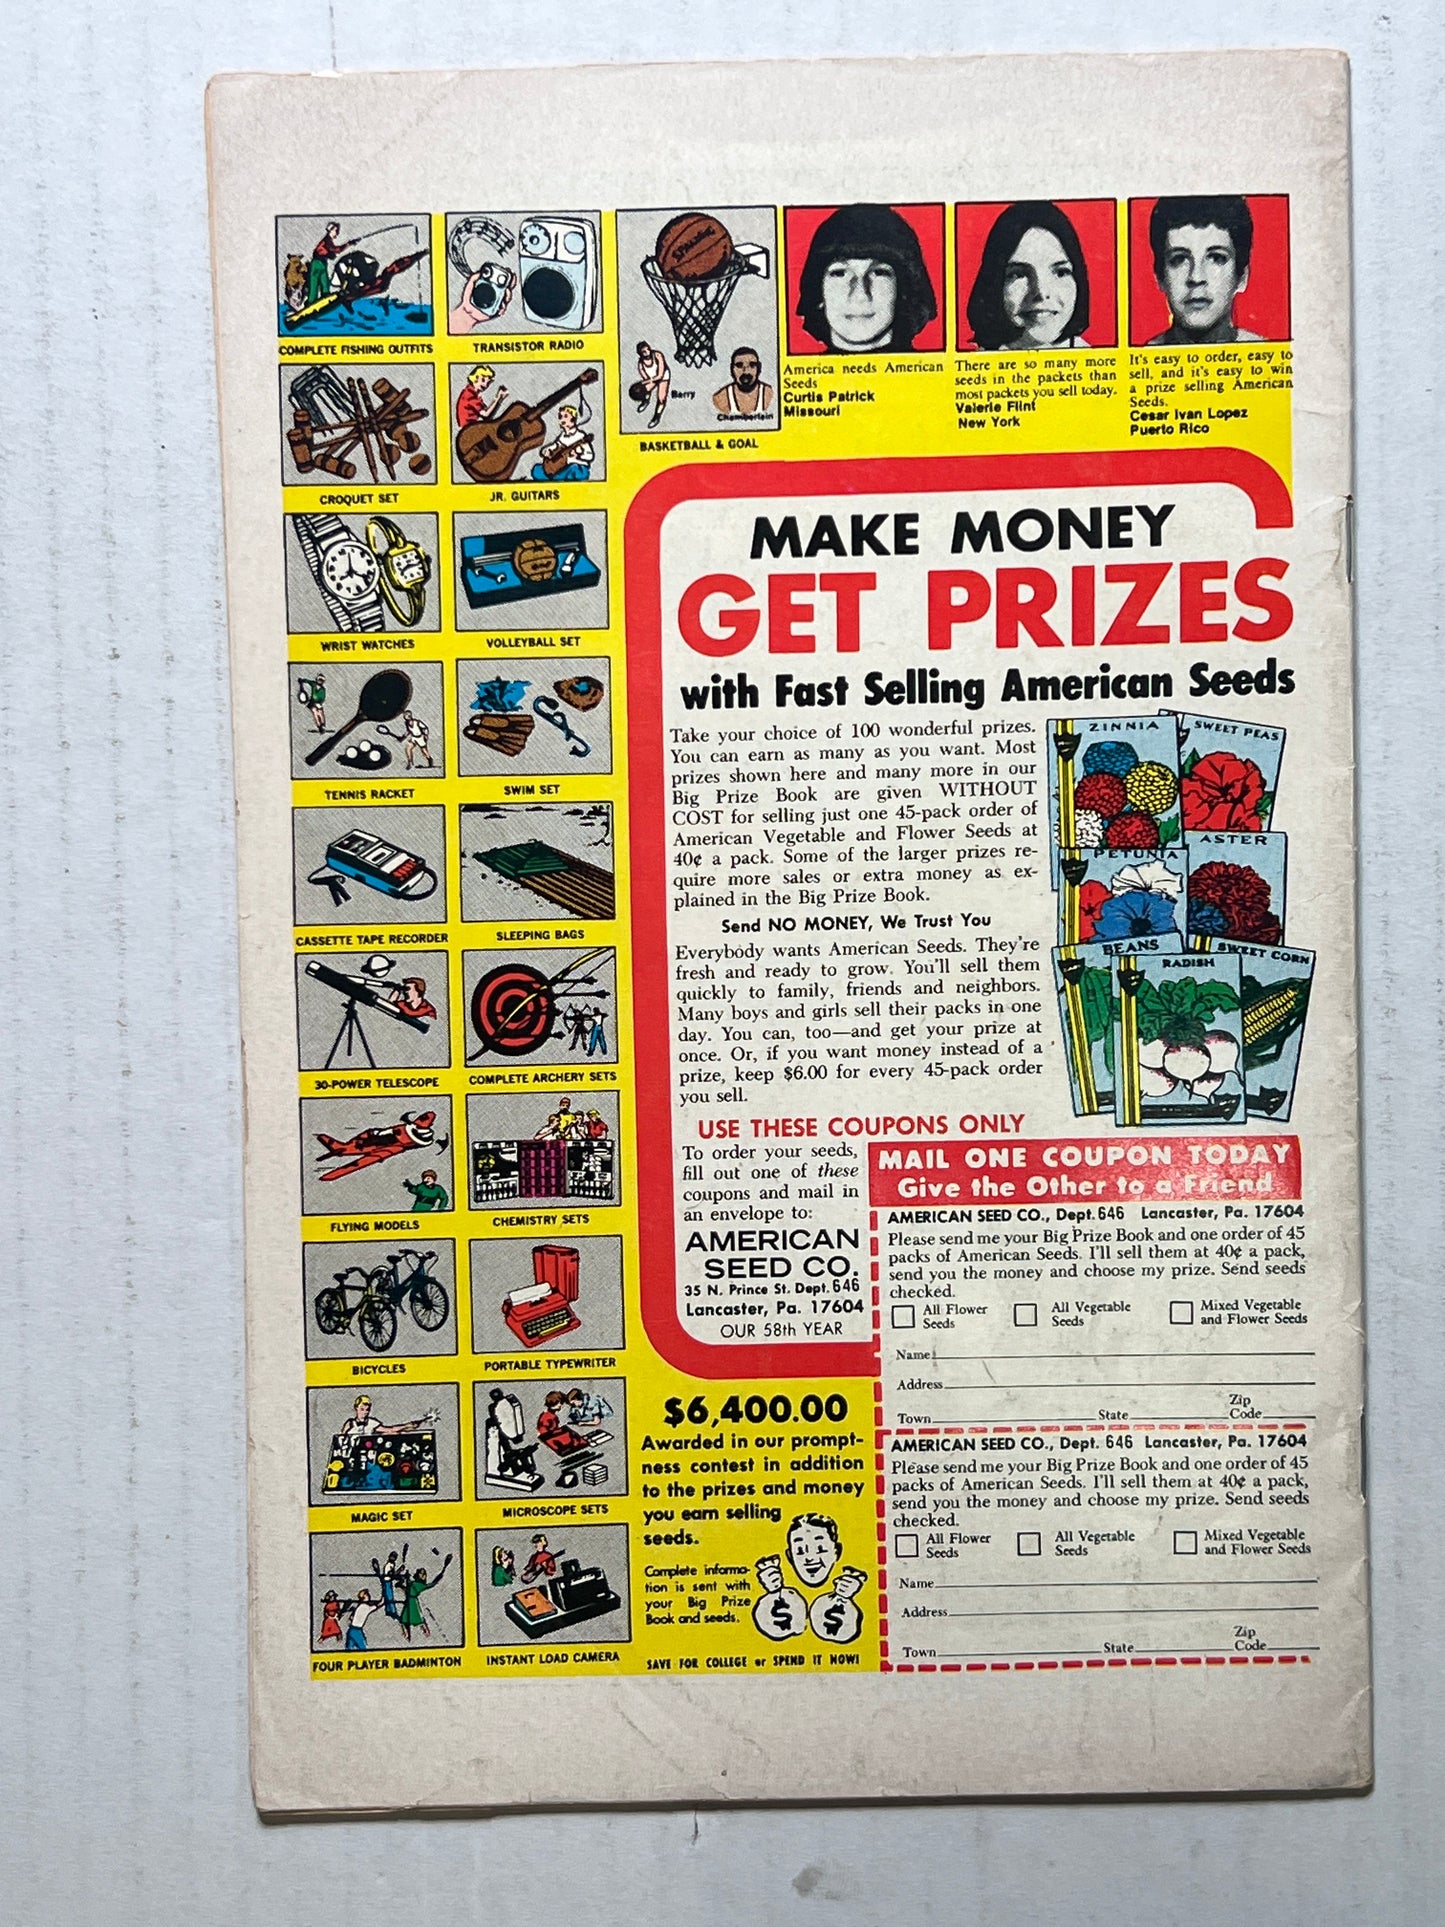 COMPLETE FISHING OUTFITS
TRANSISTOR RADIO
CROQUET SET
JR. GUITARS
WRIST WATCHES
VOLLEYBALL SET
TENNIS RACKET
SWIM SET
CASSETTE TAPE RECORDER
SLEEPING BAGS
30-POWER TELESCOPE
COMPLETE ARCHERY SETS
FLYING MODELS
CHEMISTRY SETS
BICYCLES
PORTABLE TYPEWRITER
MAGIC SET
MICROSCOPE SETS
FOUR PLAYER BADMINTON
INSTANT LOAD CAMERA
SPALDING
Barry
Chamberlain
BASKETBALL & GOAL
America needs American
Seeds
Curtis Patrick
Missouri
There are so many more
seeds in the packets than
most packets you sell today.
Valerie Flint
New York
It's easy to order, easy to
sell, and it's easy to win
a prize selling American
Seeds.
Cesar Ivan Lopez
Puerto Rico
MAKE MONEY
GET PRIZES
with Fast Selling American Seeds
Take your choice of 100 wonderful prizes.
You can earn as many as you want. Most
prizes shown here and many more in our
Big Prize Book are given WITHOUT
COST for selling just one 45-pack order of
American Vegetable and Flower Seeds at
40¢ a pack. Some of the larger prizes re-
quire more sales or extra money as ex-
plained in the Big Prize Book.
Send NO MONEY, We Trust You
Everybody wants American Seeds. They're
fresh and ready to grow. You'll sell them
quickly to family, friends and neighbors.
Many boys and girls sell their packs in one
day. You can, too—and get your prize at
once. Or, if you want money instead of a
prize, keep $6.00 for every 45-pack order
you sell.
ZINNIA
SWEET PEAS
PETUNIA
ASTER
BEANS
RADISH
SWEET CORN
USE THESE COUPONS ONLY
To order your seeds,
fill out one of these
coupons and mail in
an envelope to:
AMERICAN
SEED CO.
35 N. Prince St. Dept. 646
Lancaster, Pa. 17604
OUR 58th YEAR
MAIL ONE COUPON TODAY
Give the Other to a Friend
AMERICAN SEED CO., Dept. 646 Lancaster, Pa. 17604
Please send me your Big Prize Book and one order of 45
packs of American Seeds. I'll sell them at 40¢ a pack,
send you the money and choose my prize. Send seeds
checked.
All Flower Seeds
All Vegetable Seeds
Mixed Vegetable and Flower Seeds
Name
Address
Town State Zip Code
AMERICAN SEED CO., Dept. 646 Lancaster, Pa. 17604
Please send me your Big Prize Book and one order of 45
packs of American Seeds. I'll sell them at 40¢ a pack,
send you the money and choose my prize. Send seeds
checked.
All Flower Seeds
All Vegetable Seeds
Mixed Vegetable and Flower Seeds
Name
Address
Town State Zip Code
$6,400.00
Awarded in our prompt-
ness contest in addition
to the prizes and money
you earn selling
seeds.
Complete informa-
tion is sent with
your Big Prize
Book and seeds.
$ $
SAVE FOR COLLEGE or SPEND IT NOW!